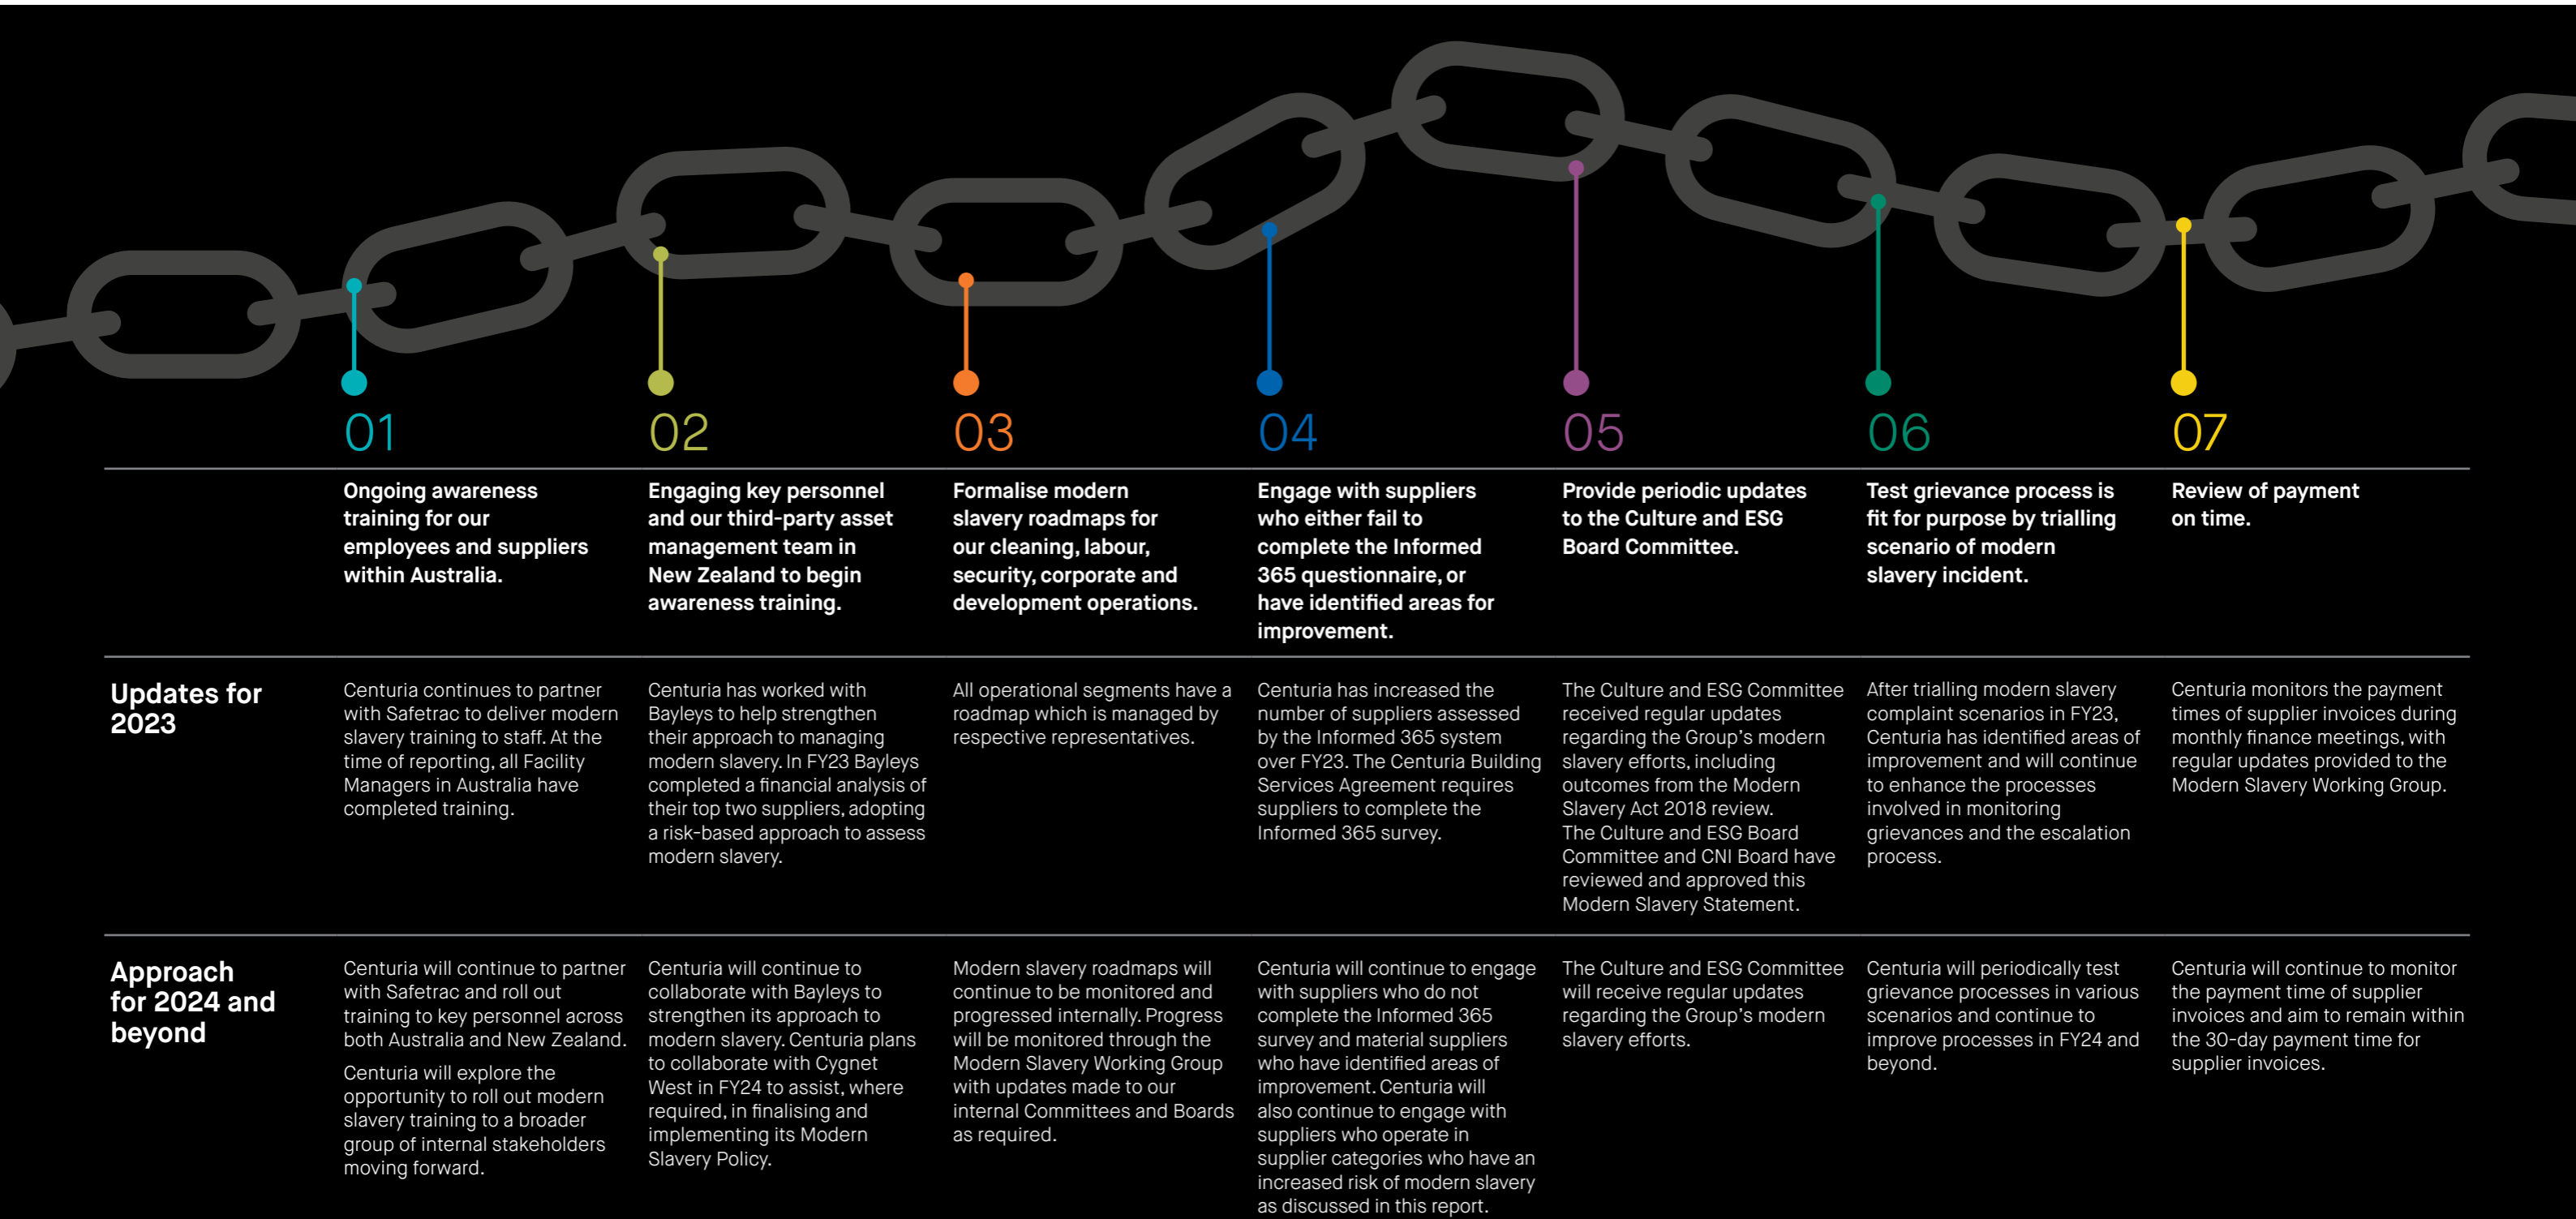 01
02
03
04
05
06
07
Ongoing awareness
training for our
employees and suppliers
within Australia.
Engaging key personnel
and our third-party asset
management team in
New Zealand to begin
awareness training.
Formalise modern
slavery roadmaps for
our cleaning, labour,
security, corporate and
development operations.
Engage with suppliers
who either fail to
complete the Informed
365 questionnaire, or
have identified areas for
improvement.
Provide periodic updates
to the Culture and ESG
Board Committee.
Test grievance process is
fit for purpose by trialling
scenario of modern
slavery incident.
Review of payment
on time.
Updates for
2023
Centuria continues to partner
with Safetrac to deliver modern
slavery training to staff. At the
time of reporting, all Facility
Managers in Australia have
completed training.
Centuria has worked with
Bayleys to help strengthen
their approach to managing
modern slavery. In FY23 Bayleys
completed a financial analysis of
their top two suppliers, adopting
a risk-based approach to assess
modern slavery.
All operational segments have a
roadmap which is managed by
respective representatives.
Centuria has increased the
number of suppliers assessed
by the Informed 365 system
over FY23. The Centuria Building
Services Agreement requires
suppliers to complete the
Informed 365 survey.
The Culture and ESG Committee
received regular updates
regarding the Group's modern
slavery efforts, including
outcomes from the Modern
Slavery Act 2018 review.
The Culture and ESG Board
Committee and CNI Board have
reviewed and approved this
Modern Slavery Statement.
After trialling modern slavery
complaint scenarios in FY23,
Centuria has identified areas of
improvement and will continue
to enhance the processes
involved in monitoring
grievances and the escalation
process.
Centuria monitors the payment
times of supplier invoices during
monthly finance meetings, with
regular updates provided to the
Modern Slavery Working Group.
Approach
for 2024 and
beyond
Centuria will continue to partner
with Safetrac and roll out
training to key personnel across
both Australia and New Zealand.
Centuria will explore the
opportunity to roll out modern
slavery training to a broader
group of internal stakeholders
moving forward.
Centuria will continue to
collaborate with Bayleys to
strengthen its approach to
modern slavery. Centuria plans
to collaborate with Cygnet
West in FY24 to assist, where
required, in finalising and
implementing its Modern
Slavery Policy.
Modern slavery roadmaps will
continue to be monitored and
progressed internally. Progress
will be monitored through the
Modern Slavery Working Group
with updates made to our
internal Committees and Boards
as required.
Centuria will continue to engage
with suppliers who do not
complete the Informed 365
survey and material suppliers
who have identified areas of
improvement. Centuria will
also continue to engage with
suppliers who operate in
supplier categories who have an
increased risk of modern slavery
as discussed in this report.
The Culture and ESG Committee
will receive regular updates
regarding the Group's modern
slavery efforts.
Centuria will periodically test
grievance processes in various
scenarios and continue to
improve processes in FY24 and
beyond.
Centuria will continue to monitor
the payment time of supplier
invoices and aim to remain within
the 30-day payment time for
supplier invoices.